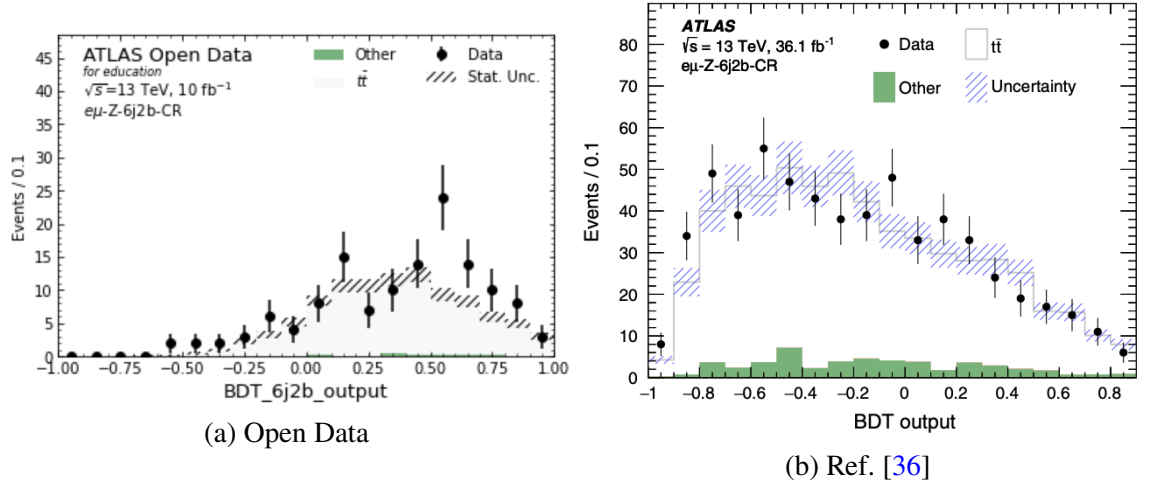 ATLAS Open Data
for education
√s=13 TeV, 10 fb⁻¹
eμ-Z-6j2b-CR
Other
tt̄
Data
Stat. Unc.
Events / 0.1
45
40
35
30
25
20
15
10
5
0
−1.00 −0.75 −0.50 −0.25 0.00 0.25 0.50 0.75 1.00
BDT_6j2b_output
(a) Open Data
ATLAS
√s = 13 TeV, 36.1 fb⁻¹
eμ-Z-6j2b-CR
Data
tt̄
Other
Uncertainty
Events / 0.1
80
70
60
50
40
30
20
10
0
−1 −0.8 −0.6 −0.4 −0.2 0 0.2 0.4 0.6 0.8
BDT output
(b) Ref. [36]